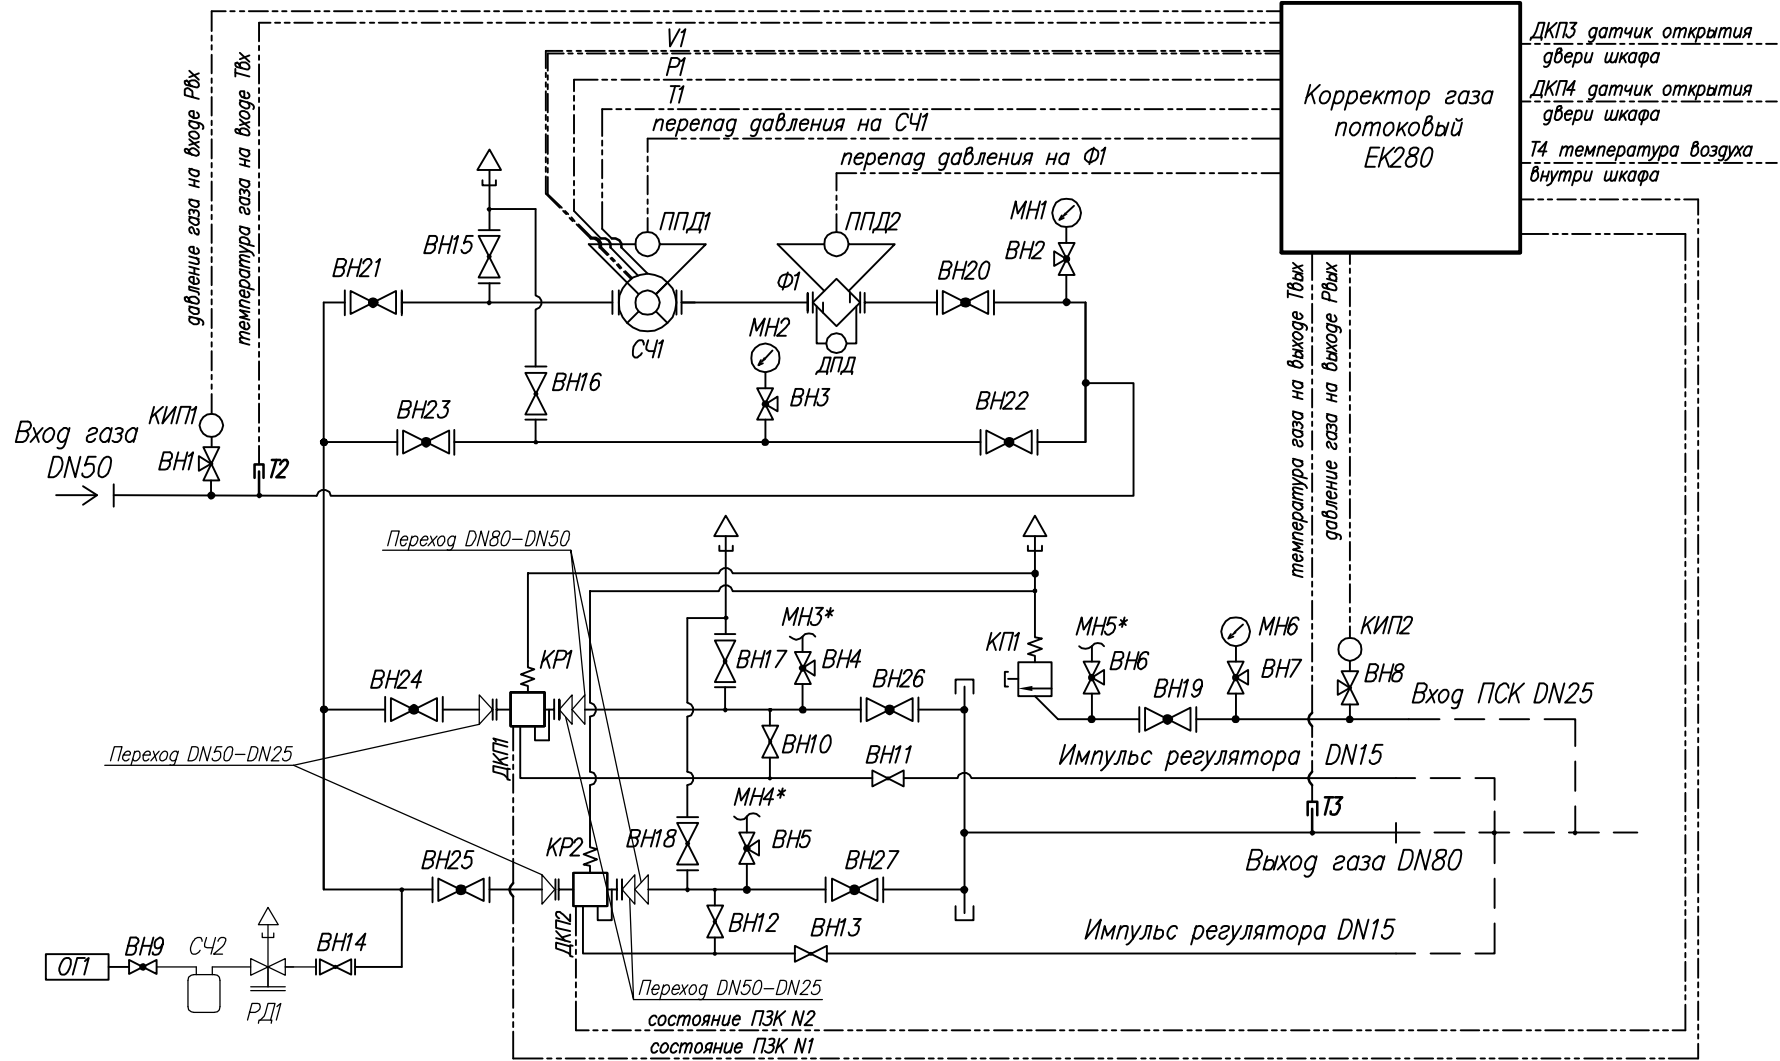 V1
P1
T1
перепад давления на СЧ1
перепад давления на Ф1
Корректор газа
потоковый
ЕК280
ДКП3 датчик открытия
двери шкафа
ДКП4 датчик открытия
двери шкафа
Т4 температура воздуха
внутри шкафа
давление газа на входе Рвх
температура газа на входе Твх
ВН15
ППД1
ППД2
МН1
ВН2
ВН21
Ф1
ВН20
СЧ1
МН2
ДПД
ВН16
ВН3
ВН23
ВН22
КИП1
Вход газа
DN50
ВН1
Т2
температура газа на выходе Твых
давление газа на выходе Рвых
Переход DN80-DN50
МН3*
КР1
ВН17
ВН4
КП1
МН5*
ВН6
МН6
ВН7
КИП2
ВН8
ВН24
ВН26
ВН19
Вход ПСК DN25
Переход DN50-DN25
ДКП1
ВН10
ВН11
Импульс регулятора DN15
МН4*
Т3
КР2
ВН18
ВН5
ВН25
ВН27
Выход газа DN80
ДКП2
ВН12
ВН13
Импульс регулятора DN15
ОП1
ВН9
СЧ2
ВН14
РД1
Переход DN50-DN25
состояние ПЗК N2
состояние ПЗК N1